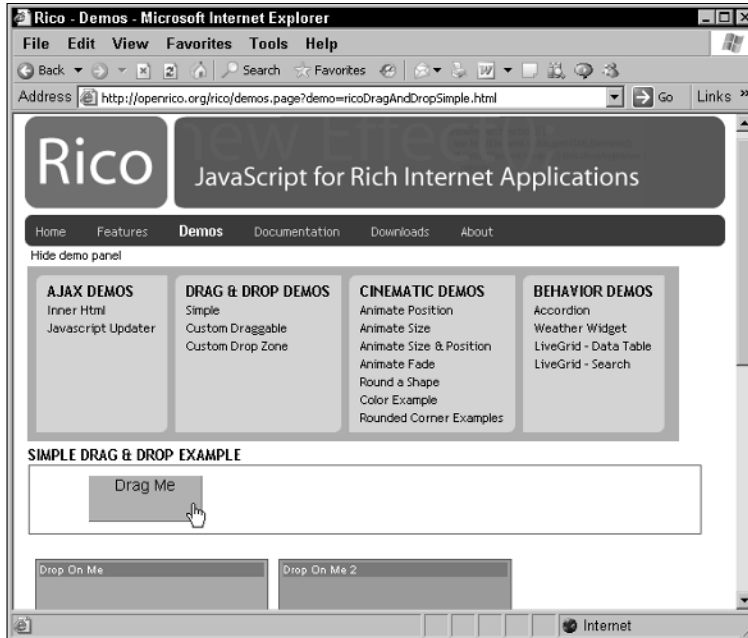 Rico - Demos - Microsoft Internet Explorer
File Edit View Favorites Tools Help
Back Search Favorites
Address http://openrico.org/rico/demos.page?demo=ricoDragAndDropSimple.html Go Links »
new Effect();
Rico JavaScript for Rich Internet Applications
Home Features Demos Documentation Downloads About
Hide demo panel
AJAX DEMOS
Inner Html
Javascript Updater
DRAG & DROP DEMOS
Simple
Custom Draggable
Custom Drop Zone
CINEMATIC DEMOS
Animate Position
Animate Size
Animate Size & Position
Animate Fade
Round a Shape
Color Example
Rounded Corner Examples
BEHAVIOR DEMOS
Accordion
Weather Widget
LiveGrid - Data Table
LiveGrid - Search
SIMPLE DRAG & DROP EXAMPLE
Drag Me
Drop On Me
Drop On Me 2
Internet